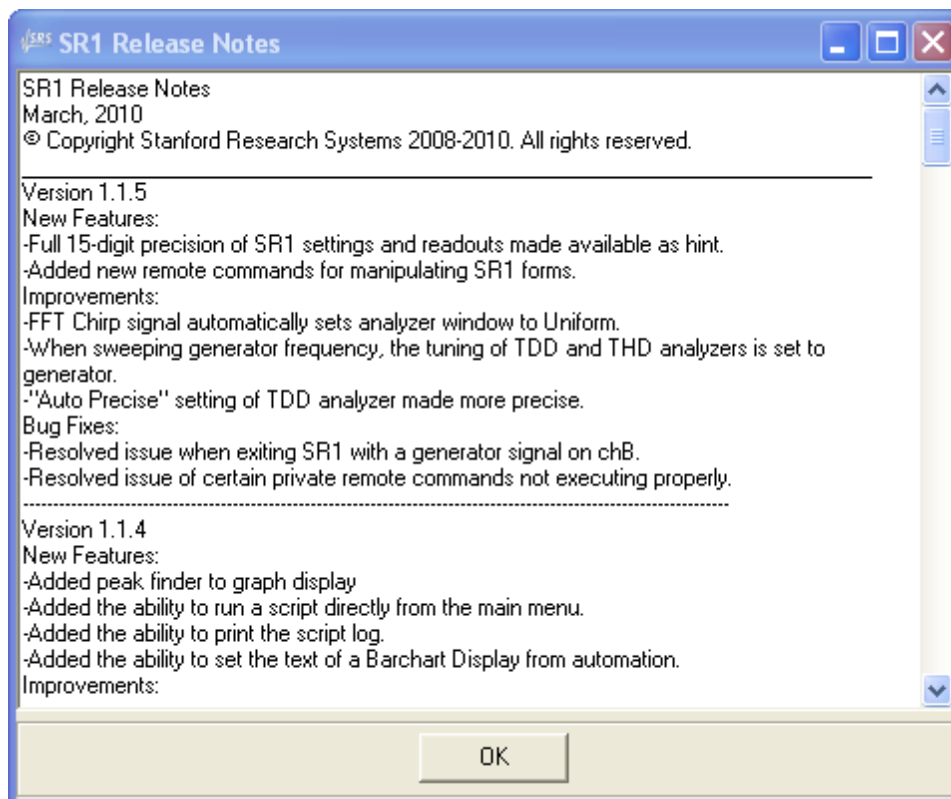 SRS SR1 Release Notes
SR1 Release Notes
March, 2010
© Copyright Stanford Research Systems 2008-2010. All rights reserved.
Version 1.1.5
New Features:
-Full 15-digit precision of SR1 settings and readouts made available as hint.
-Added new remote commands for manipulating SR1 forms.
Improvements:
-FFT Chirp signal automatically sets analyzer window to Uniform.
-When sweeping generator frequency, the tuning of TDD and THD analyzers is set to
generator.
-"Auto Precise" setting of TDD analyzer made more precise.
Bug Fixes:
-Resolved issue when exiting SR1 with a generator signal on chB.
-Resolved issue of certain private remote commands not executing properly.
Version 1.1.4
New Features:
-Added peak finder to graph display
-Added the ability to run a script directly from the main menu.
-Added the ability to print the script log.
-Added the ability to set the text of a Barchart Display from automation.
Improvements:
OK